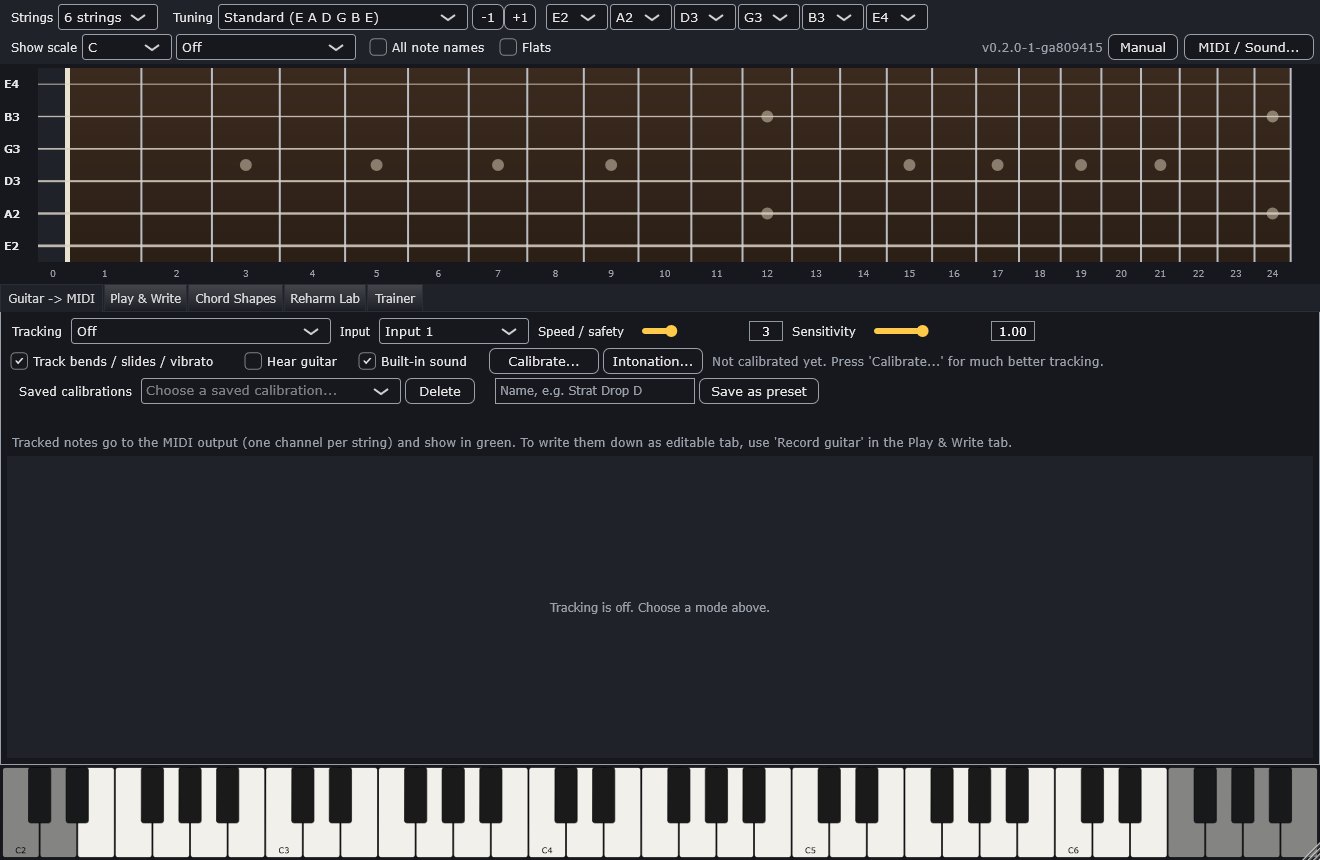 Strings 6 strings Tuning Standard (E A D G B E) -1 +1 E2 A2 D3 G3 B3 E4
Show scale C Off All note names Flats v0.2.0-1-ga809415 Manual MIDI / Sound...
E4
B3
G3
D3
A2
E2
0 1 2 3 4 5 6 7 8 9 10 11 12 13 14 15 16 17 18 19 20 21 22 23 24
Guitar -> MIDI Play & Write Chord Shapes Reharm Lab Trainer
Tracking Off Input Input 1 Speed / safety 3 Sensitivity 1.00
Track bends / slides / vibrato Hear guitar Built-in sound Calibrate... Intonation... Not calibrated yet. Press 'Calibrate...' for much better tracking.
Saved calibrations Choose a saved calibration... Delete Name, e.g. Strat Drop D Save as preset
Tracked notes go to the MIDI output (one channel per string) and show in green. To write them down as editable tab, use 'Record guitar' in the Play & Write tab.
Tracking is off. Choose a mode above.
C2 C3 C4 C5 C6